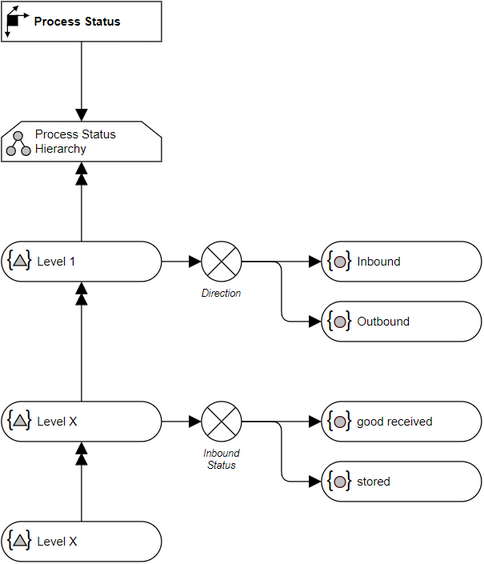 Process Status
Process Status
Hierarchy
Level 1
Direction
Inbound
Outbound
Level X
Inbound
Status
good received
stored
Level X